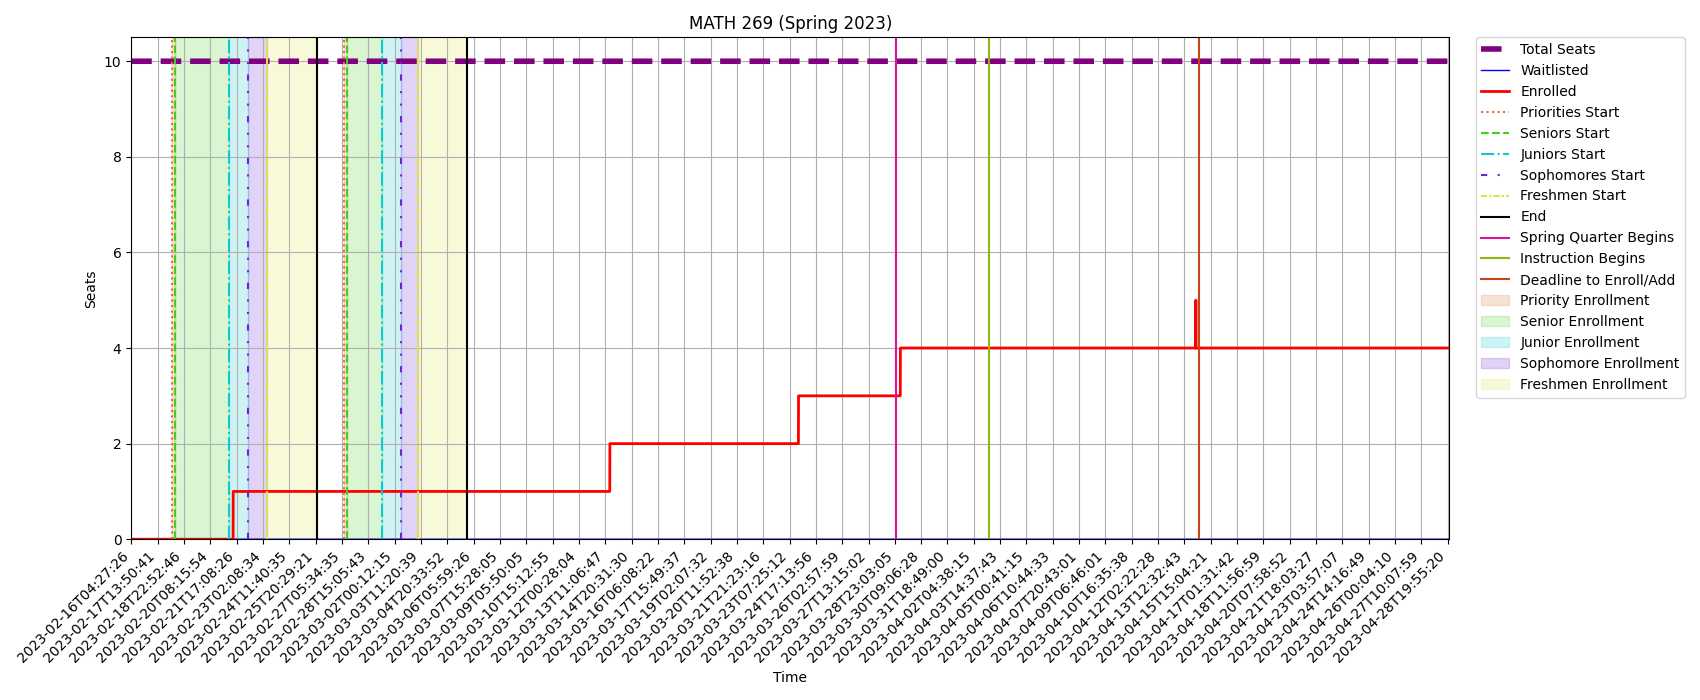 MATH 269 (Spring 2023)
Seats
10
8
6
4
2
0
2023-02-16T04:27:26
2023-02-17T13:50:41
2023-02-18T22:52:46
2023-02-20T08:15:54
2023-02-21T17:08:26
2023-02-23T02:08:34
2023-02-24T11:40:35
2023-02-25T20:29:21
2023-02-27T05:34:35
2023-02-28T15:05:43
2023-03-02T00:12:15
2023-03-03T11:20:39
2023-03-04T20:33:52
2023-03-06T05:59:26
2023-03-07T15:28:05
2023-03-09T05:50:05
2023-03-10T15:12:55
2023-03-12T00:28:04
2023-03-13T11:06:47
2023-03-14T20:31:30
2023-03-16T06:08:22
2023-03-17T15:49:37
2023-03-19T02:07:32
2023-03-20T11:52:38
2023-03-21T21:23:16
2023-03-23T07:25:12
2023-03-24T17:13:56
2023-03-26T02:57:59
2023-03-27T13:15:02
2023-03-28T23:03:05
2023-03-30T09:06:28
2023-03-31T18:49:00
2023-04-02T04:38:15
2023-04-03T14:37:43
2023-04-05T00:41:15
2023-04-06T10:44:33
2023-04-07T20:43:01
2023-04-09T06:46:01
2023-04-10T16:35:38
2023-04-12T02:22:28
2023-04-13T12:32:43
2023-04-15T15:04:21
2023-04-17T01:31:42
2023-04-18T11:56:59
2023-04-20T07:58:52
2023-04-21T18:03:27
2023-04-23T03:57:07
2023-04-24T14:16:49
2023-04-26T00:04:10
2023-04-27T10:07:59
2023-04-28T19:55:20
Time
Total Seats
Waitlisted
Enrolled
Priorities Start
Seniors Start
Juniors Start
Sophomores Start
Freshmen Start
End
Spring Quarter Begins
Instruction Begins
Deadline to Enroll/Add
Priority Enrollment
Senior Enrollment
Junior Enrollment
Sophomore Enrollment
Freshmen Enrollment